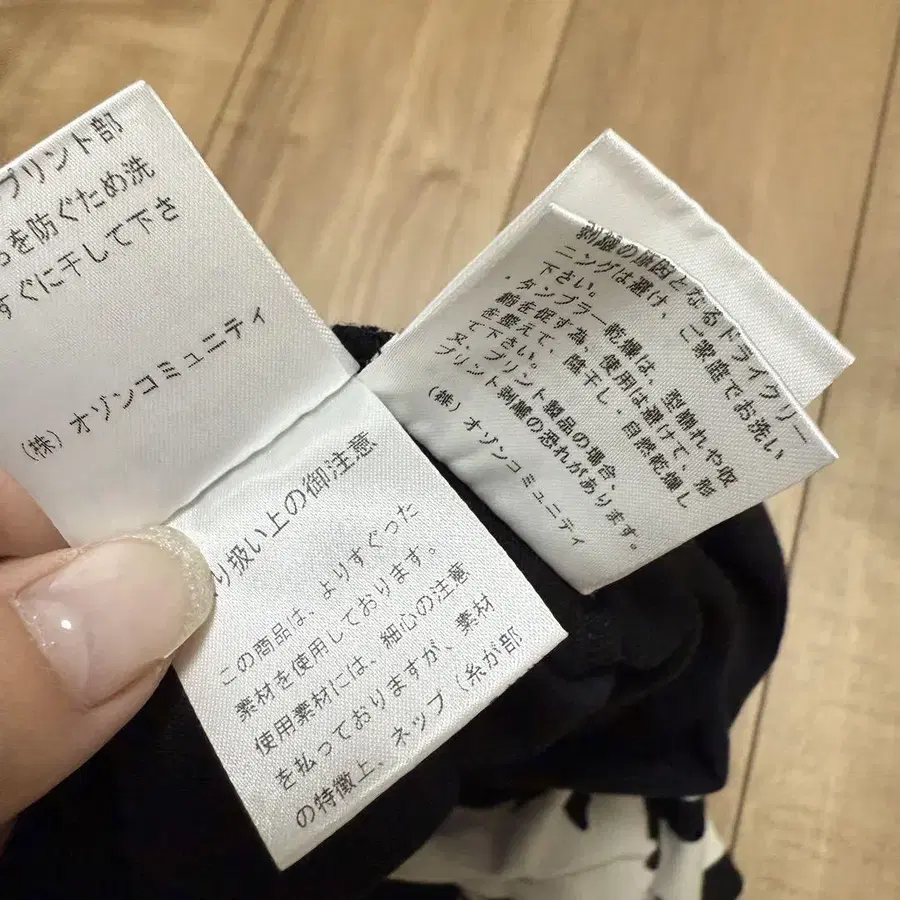 プリント部
を防ぐため洗
すぐに干して下さ
(株) オゾンコミュニティ
り扱い上の御注意
この商品は、よりすぐった
素材を使用しております。
使用素材には、細心の注意
を払っておりますが、素材
の特徴上、ネップ（糸が部
剥離の原因となるドライクリー
ニングは避け、ご家庭でお洗い
下さい。
タンブラー乾燥は、型崩れや収
縮を促す為、使用は避けて、形
を整えて、陰干し、自然乾燥し
て下さい。
又、プリント製品の場合、
プリント剥離の恐れがあります。
(株) オゾンコミュニティ